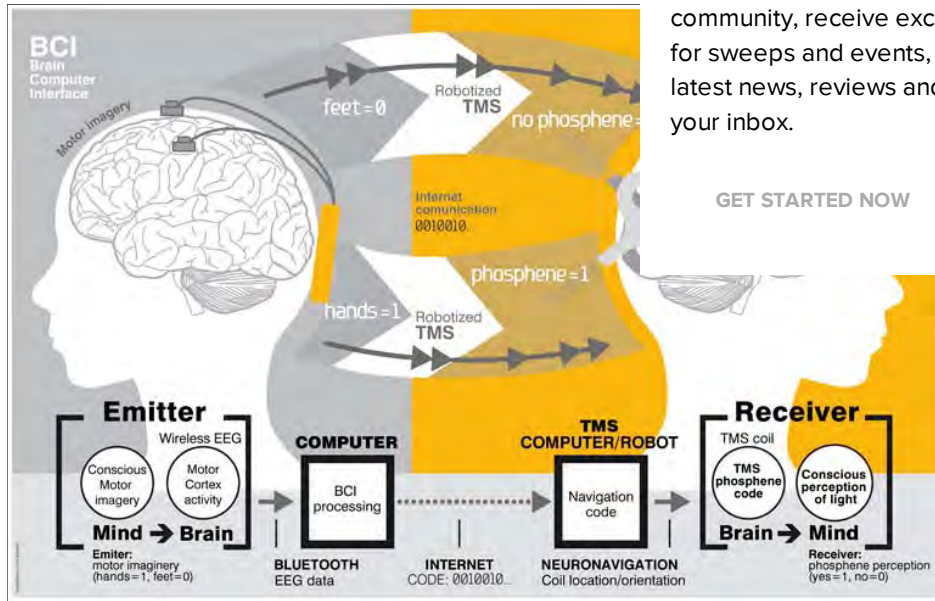 BCI
Brain
Computer
Interface
Motor imagery
feet=0
Robotized
TMS
no phosphene=
community, receive exc
for sweeps and events,
latest news, reviews and
your inbox.
GET STARTED NOW
Internet
comunication
0010010...
hands=1
Robotized
TMS
phosphene=1
Emitter
Wireless EEG
Conscious
Motor
imagery
Motor
Cortex
activity
Mind → Brain
Emiter:
motor imaginery
(hands=1, feet=0)
COMPUTER
BCI
processing
BLUETOOTH
EEG data
INTERNET
CODE: 0010010...
TMS
COMPUTER/ROBOT
Navigation
code
NEURONAVIGATION
Coil location/orientation
Receiver
TMS coil
TMS
phosphene
code
Conscious
perception
of light
Brain → Mind
Receiver:
phosphene perception
(yes=1, no=0)